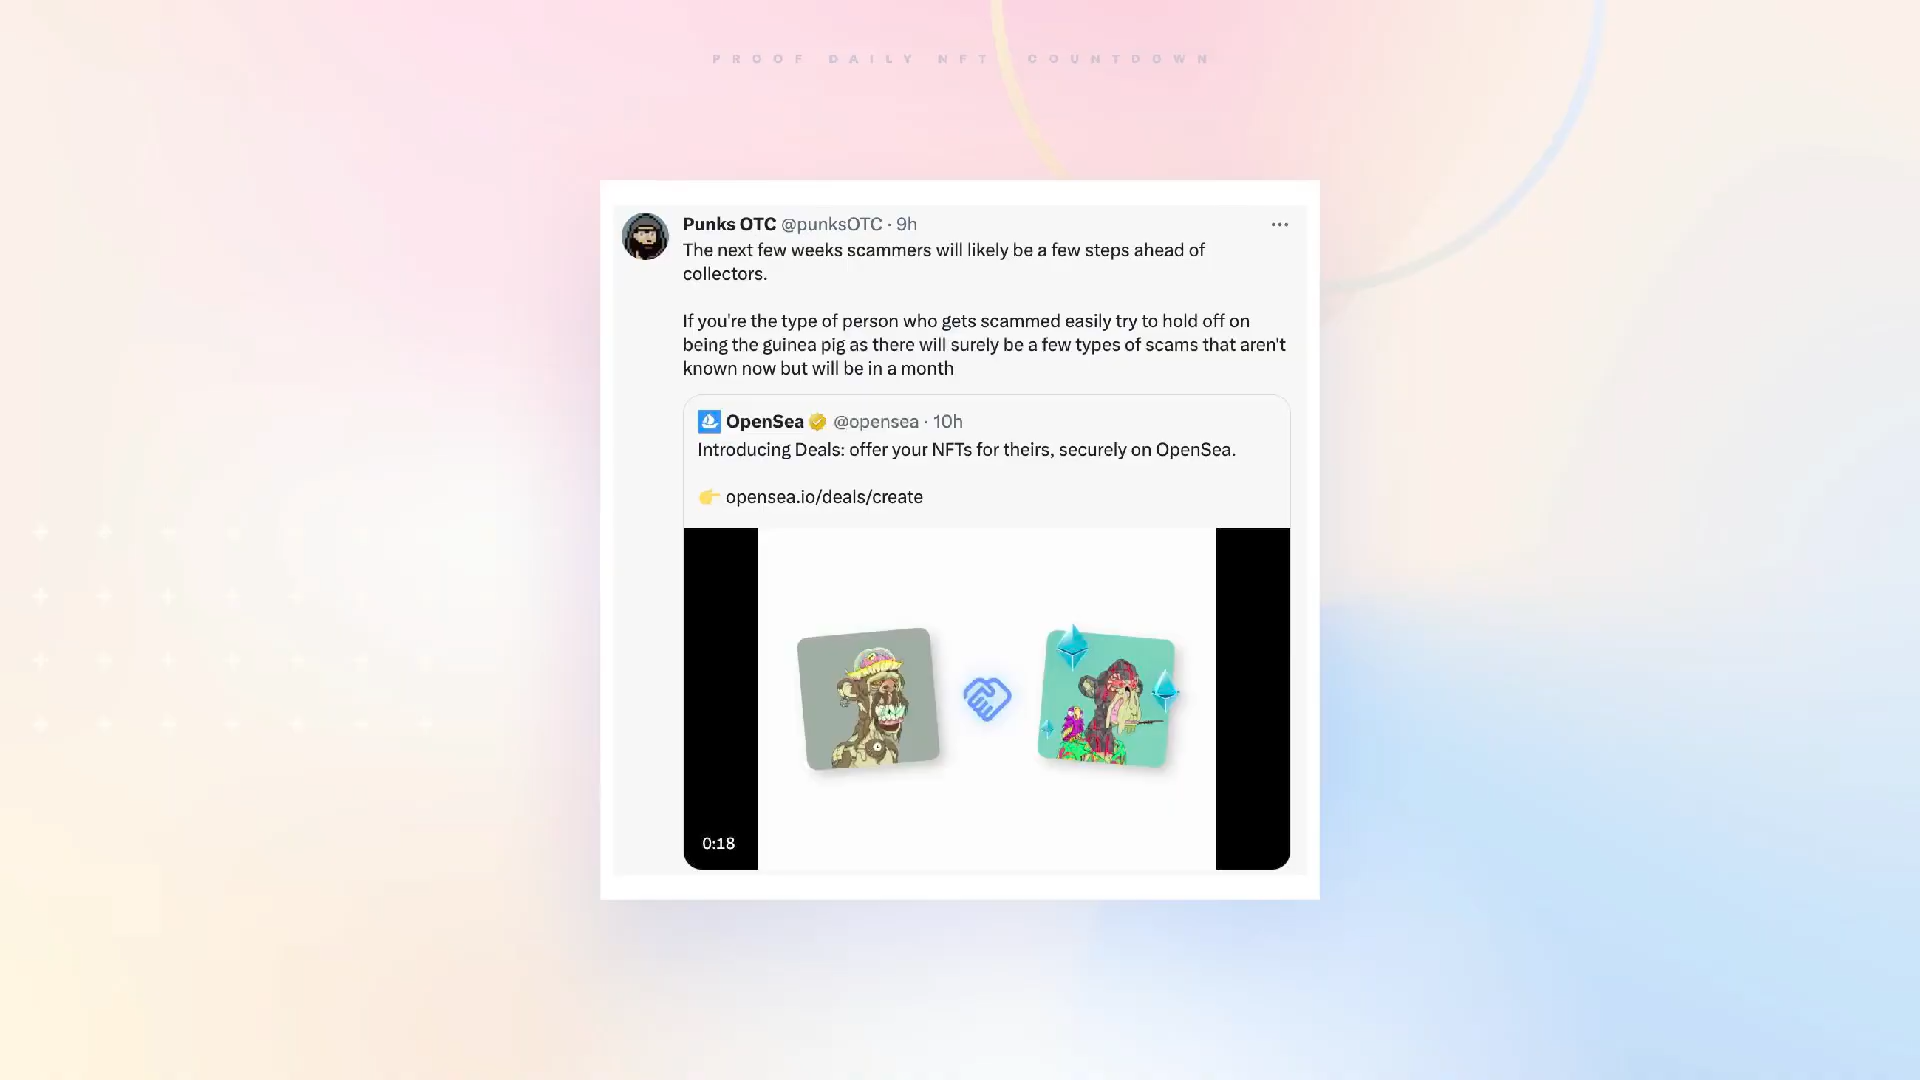 PROOF DAILY NFT COUNTDOWN
Punks OTC @punksOTC · 9h
The next few weeks scammers will likely be a few steps ahead of
collectors.
If you're the type of person who gets scammed easily try to hold off on
being the guinea pig as there will surely be a few types of scams that aren't
known now but will be in a month
OpenSea @opensea · 10h
Introducing Deals: offer your NFTs for theirs, securely on OpenSea.
👉 opensea.io/deals/create
0:18